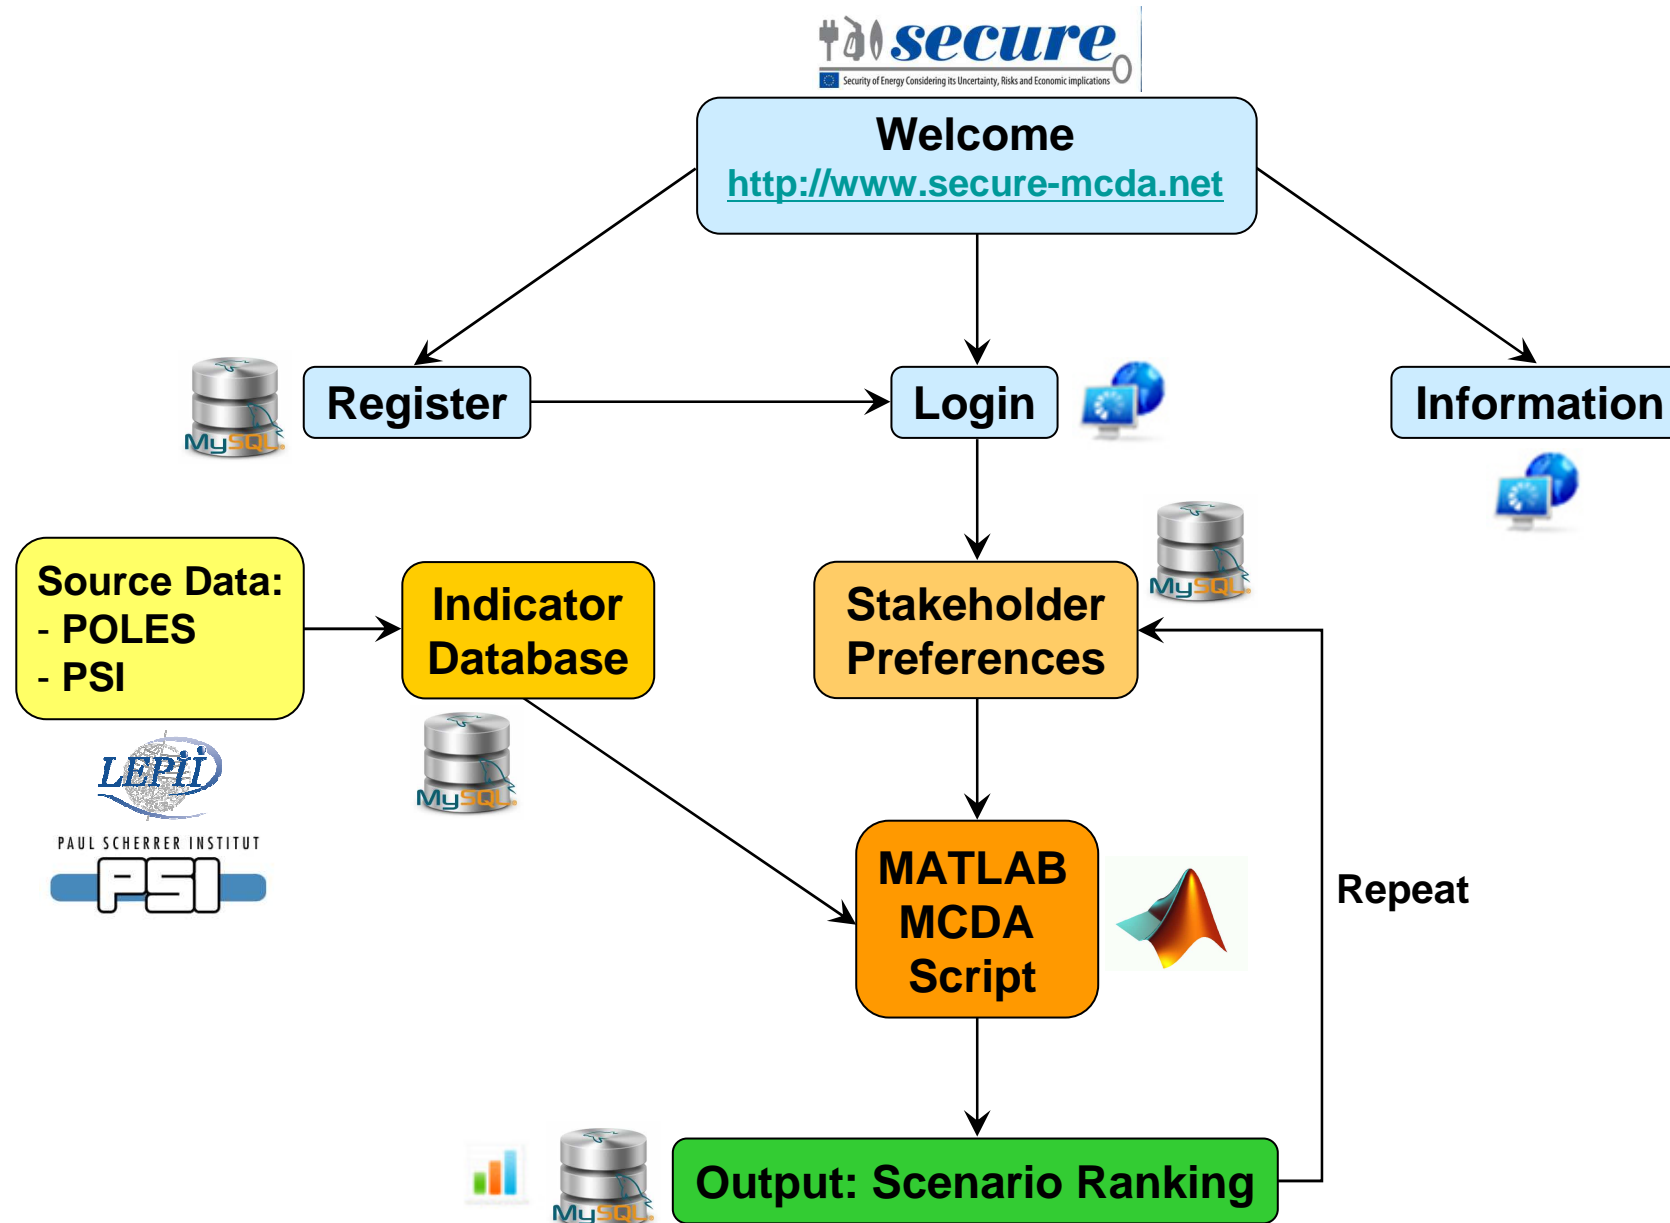 secure
Security of Energy Considering its Uncertainty, Risks and Economic implications
Welcome
http://www.secure-mcda.net
MySQL
Register
Login
Information
Source Data:
- POLES
- PSI
Indicator
Database
Stakeholder
Preferences
MySQL
LEPii
MySQL
PAUL SCHERRER INSTITUT
PSI
MATLAB
MCDA
Script
Repeat
MySQL
Output: Scenario Ranking